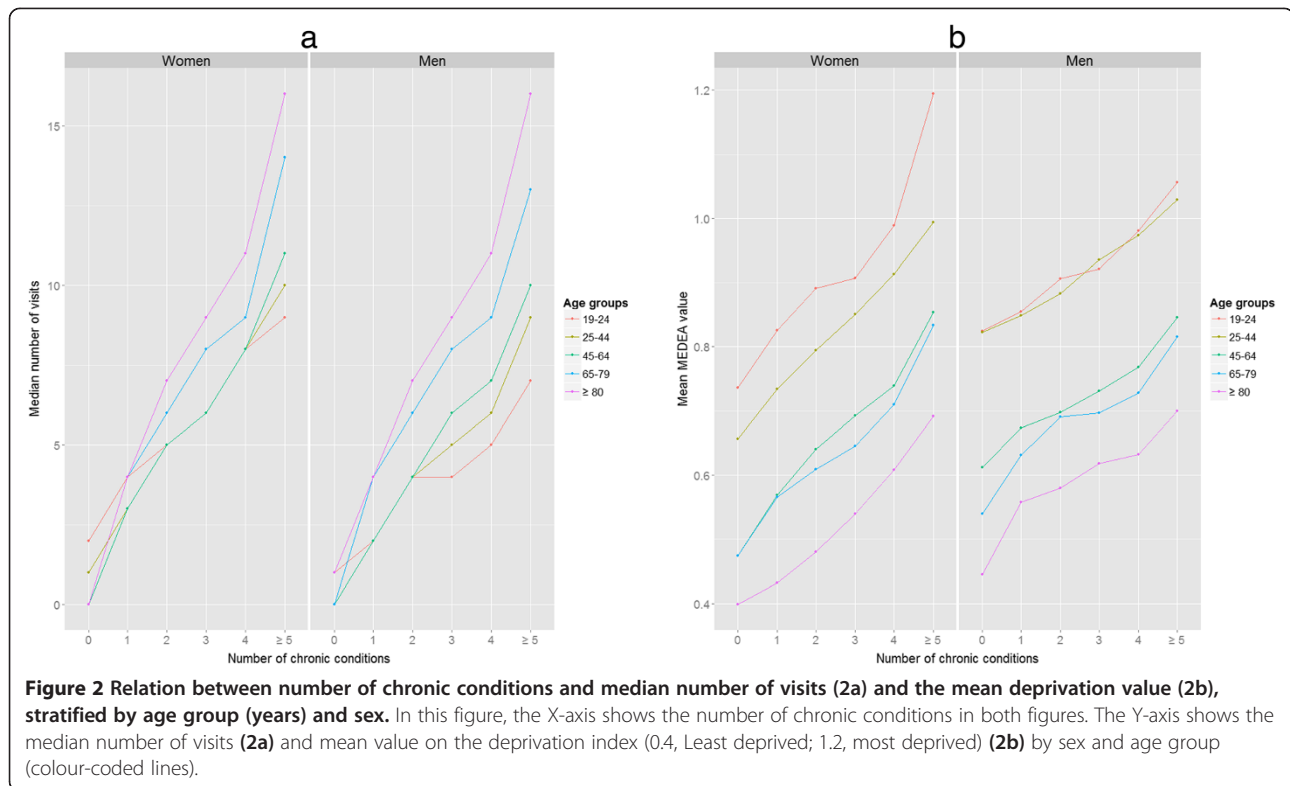 a
Women
Men
Median number of visits
15
10
5
0
0 1 2 3 4 ≥ 5
0 1 2 3 4 ≥ 5
Number of chronic conditions
Age groups
19-24
25-44
45-64
65-79
≥ 80
b
Women
Men
Mean MEDEA value
1.2
1.0
0.8
0.6
0.4
0 1 2 3 4 ≥ 5
0 1 2 3 4 ≥ 5
Number of chronic conditions
Age groups
19-24
25-44
45-64
65-79
≥ 80
Figure 2 Relation between number of chronic conditions and median number of visits (2a) and the mean deprivation value (2b),
stratified by age group (years) and sex. In this figure, the X-axis shows the number of chronic conditions in both figures. The Y-axis shows the
median number of visits (2a) and mean value on the deprivation index (0.4, Least deprived; 1.2, most deprived) (2b) by sex and age group
(colour-coded lines).